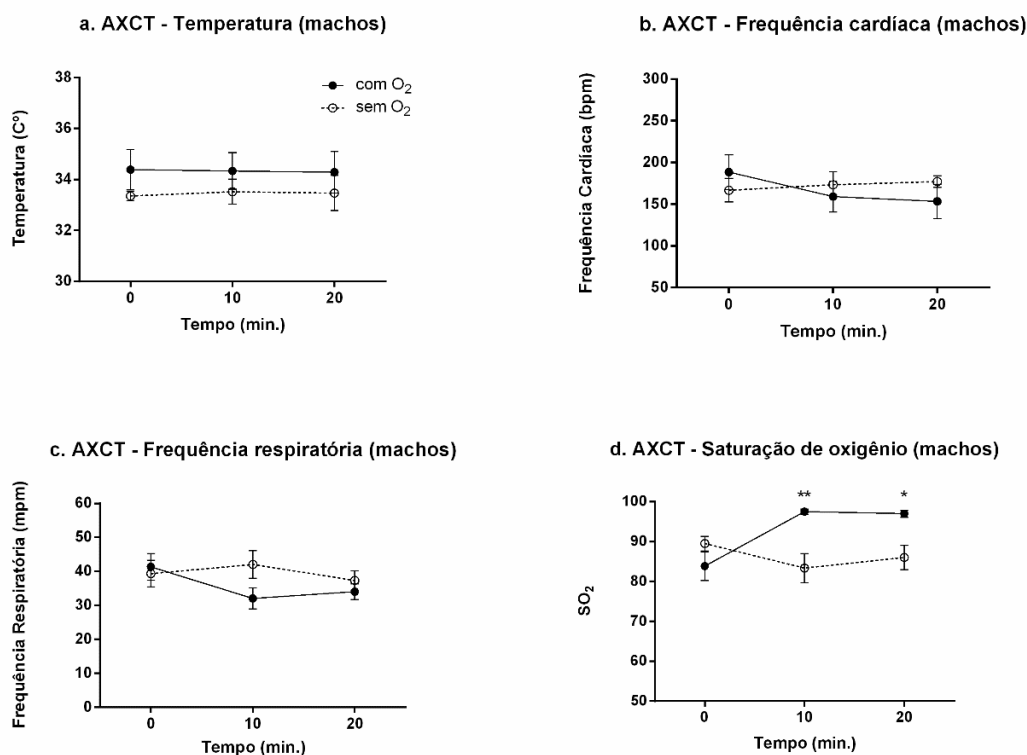 a. AXCT - Temperatura (machos)
Temperatura (C°)
38
36
34
32
30
com O₂
sem O₂
0 10 20
Tempo (min.)
b. AXCT - Frequência cardíaca (machos)
Frequência Cardíaca (bpm)
300
250
200
150
100
50
0 10 20
Tempo (min.)
c. AXCT - Frequência respiratória (machos)
Frequência Respiratória (mpm)
60
50
40
30
20
10
0
0 10 20
Tempo (min.)
d. AXCT - Saturação de oxigênio (machos)
SO₂
** *
100
90
80
70
60
50
0 10 20
Tempo (min.)